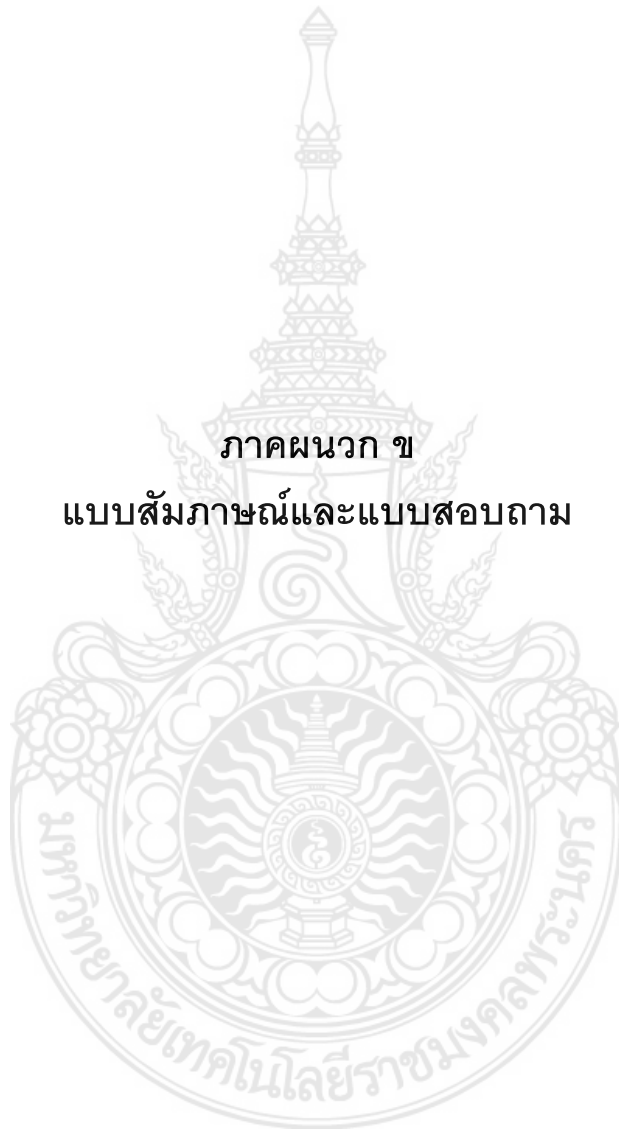 ภาคผนวก ข
แบบสัมภาษณ์และแบบสอบถาม
มหาวิทยาลัยเทคโนโลยีราชมงคลพระนคร